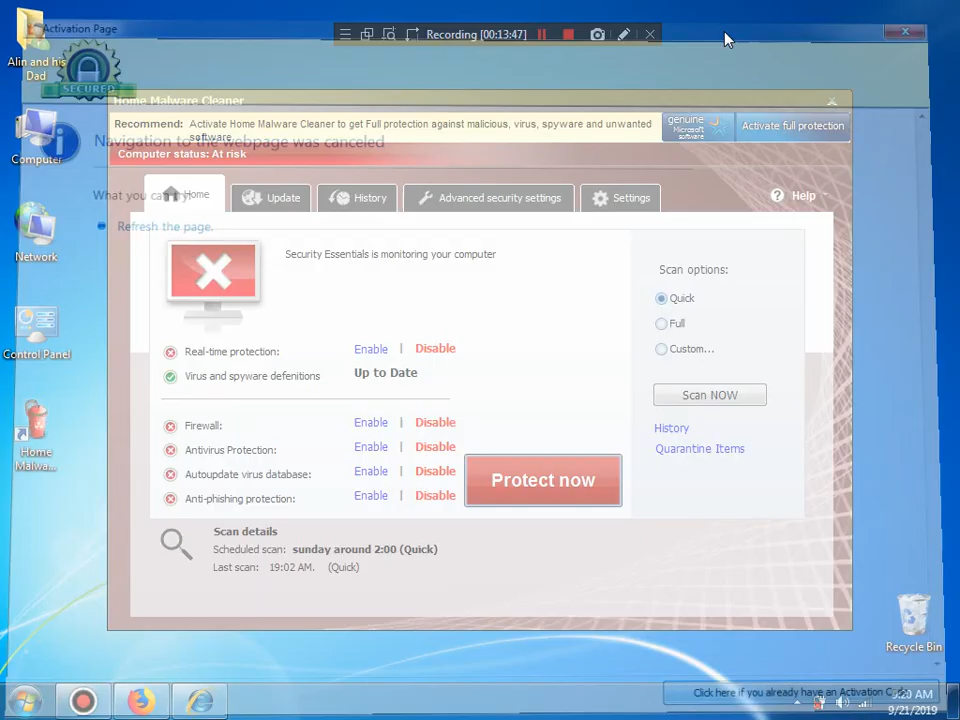 Activation Page
Recording [00:13:47]
Alin and his
Dad
SECURED
Home Malware Cleaner
Recommend: Activate Home Malware Cleaner to get Full protection against malicious, virus, spyware and unwanted
software.
genuine
Microsoft
software
Activate full protection
Navigation to the webpage was canceled
Computer status: At risk
Computer
What you can try:
Home
Update
History
Advanced security settings
Settings
Help
Refresh the page.
Network
Security Essentials is monitoring your computer
Scan options:
Quick
Full
Custom...
Real-time protection: Enable | Disable
Virus and spyware defenitions Up to Date
Control Panel
Scan NOW
Firewall: Enable | Disable
History
Antivirus Protection: Enable | Disable
Quarantine Items
Autoupdate virus database: Enable | Disable
Anti-phishing protection: Enable | Disable
Protect now
Home
Malwa...
Scan details
Scheduled scan: sunday around 2:00 (Quick)
Last scan: 19:02 AM. (Quick)
Recycle Bin
Click here if you already have an Activation
AM
9/21/2019